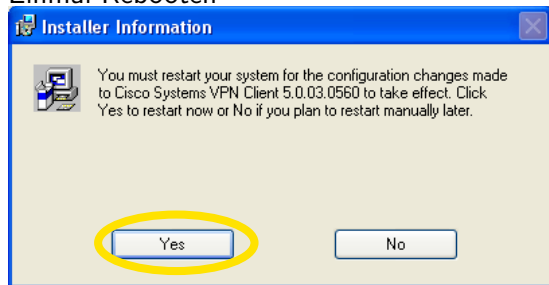 Einmal Rebooten
Installer Information
You must restart your system for the configuration changes made
to Cisco Systems VPN Client 5.0.03.0560 to take effect. Click
Yes to restart now or No if you plan to restart manually later.
Yes
No